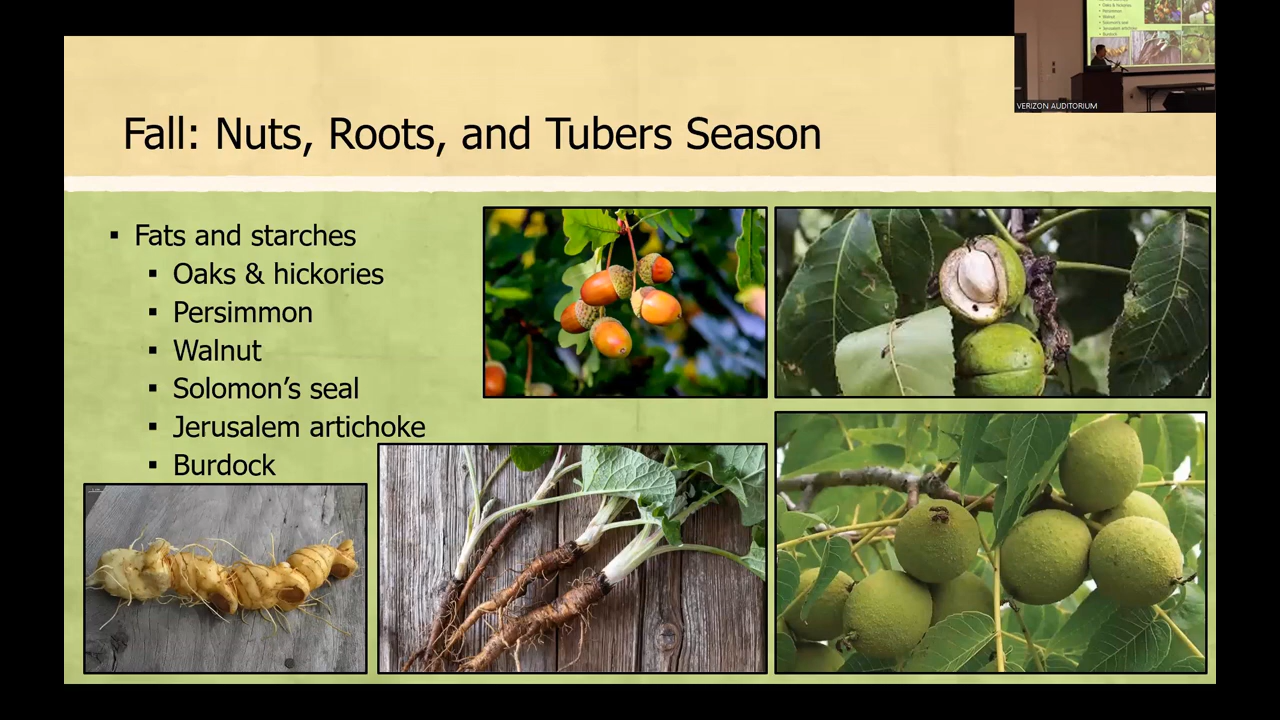 VERIZON AUDITORIUM
Fall: Nuts, Roots, and Tubers Season
▪ Fats and starches
▪ Oaks & hickories
▪ Persimmon
▪ Walnut
▪ Solomon’s seal
▪ Jerusalem artichoke
▪ Burdock